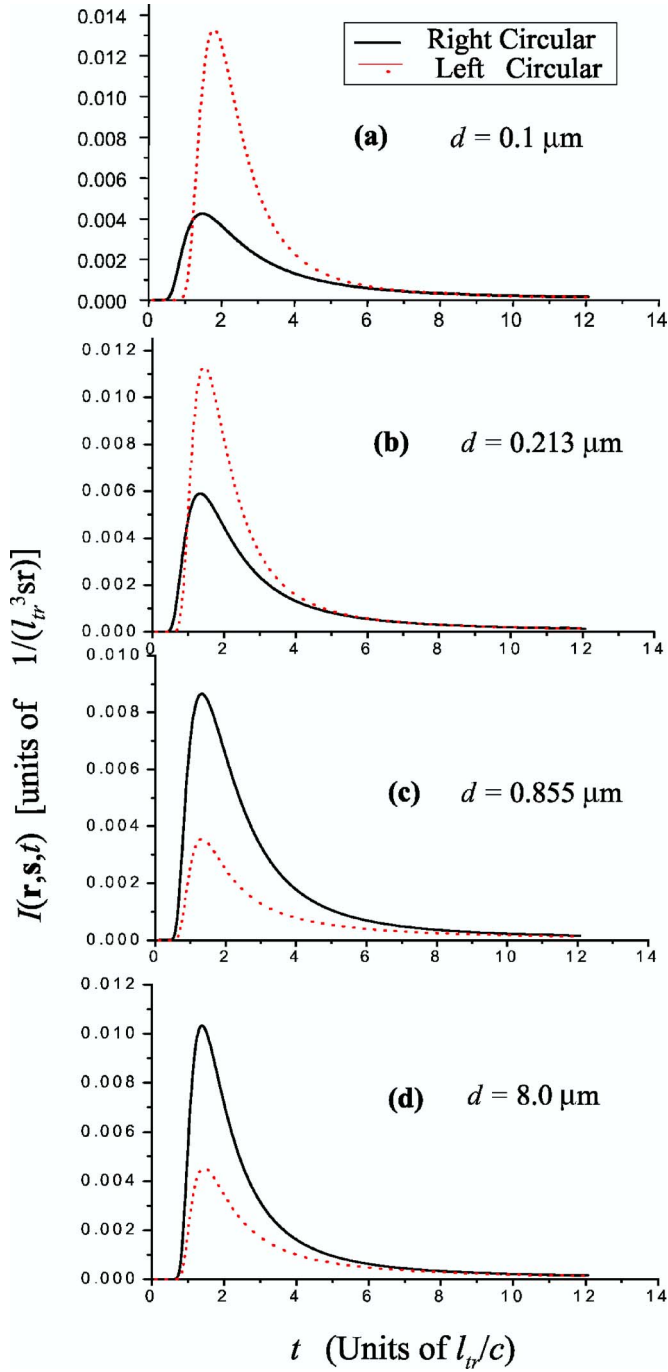 0.014
0.012
0.010
0.008
0.006
0.004
0.002
0.000
Right Circular
Left Circular
(a) d = 0.1 μm
0 2 4 6 8 10 12 14
0.012
0.010
0.008
0.006
0.004
0.002
0.000
(b) d = 0.213 μm
0 2 4 6 8 10 12 14
0.010
0.008
0.006
0.004
0.002
0.000
(c) d = 0.855 μm
0 2 4 6 8 10 12 14
0.012
0.010
0.008
0.006
0.004
0.002
0.000
(d) d = 8.0 μm
0 2 4 6 8 10 12 14
I(r,s,t) [units of 1/(l_tr^3sr)]
t (Units of l_tr/c)